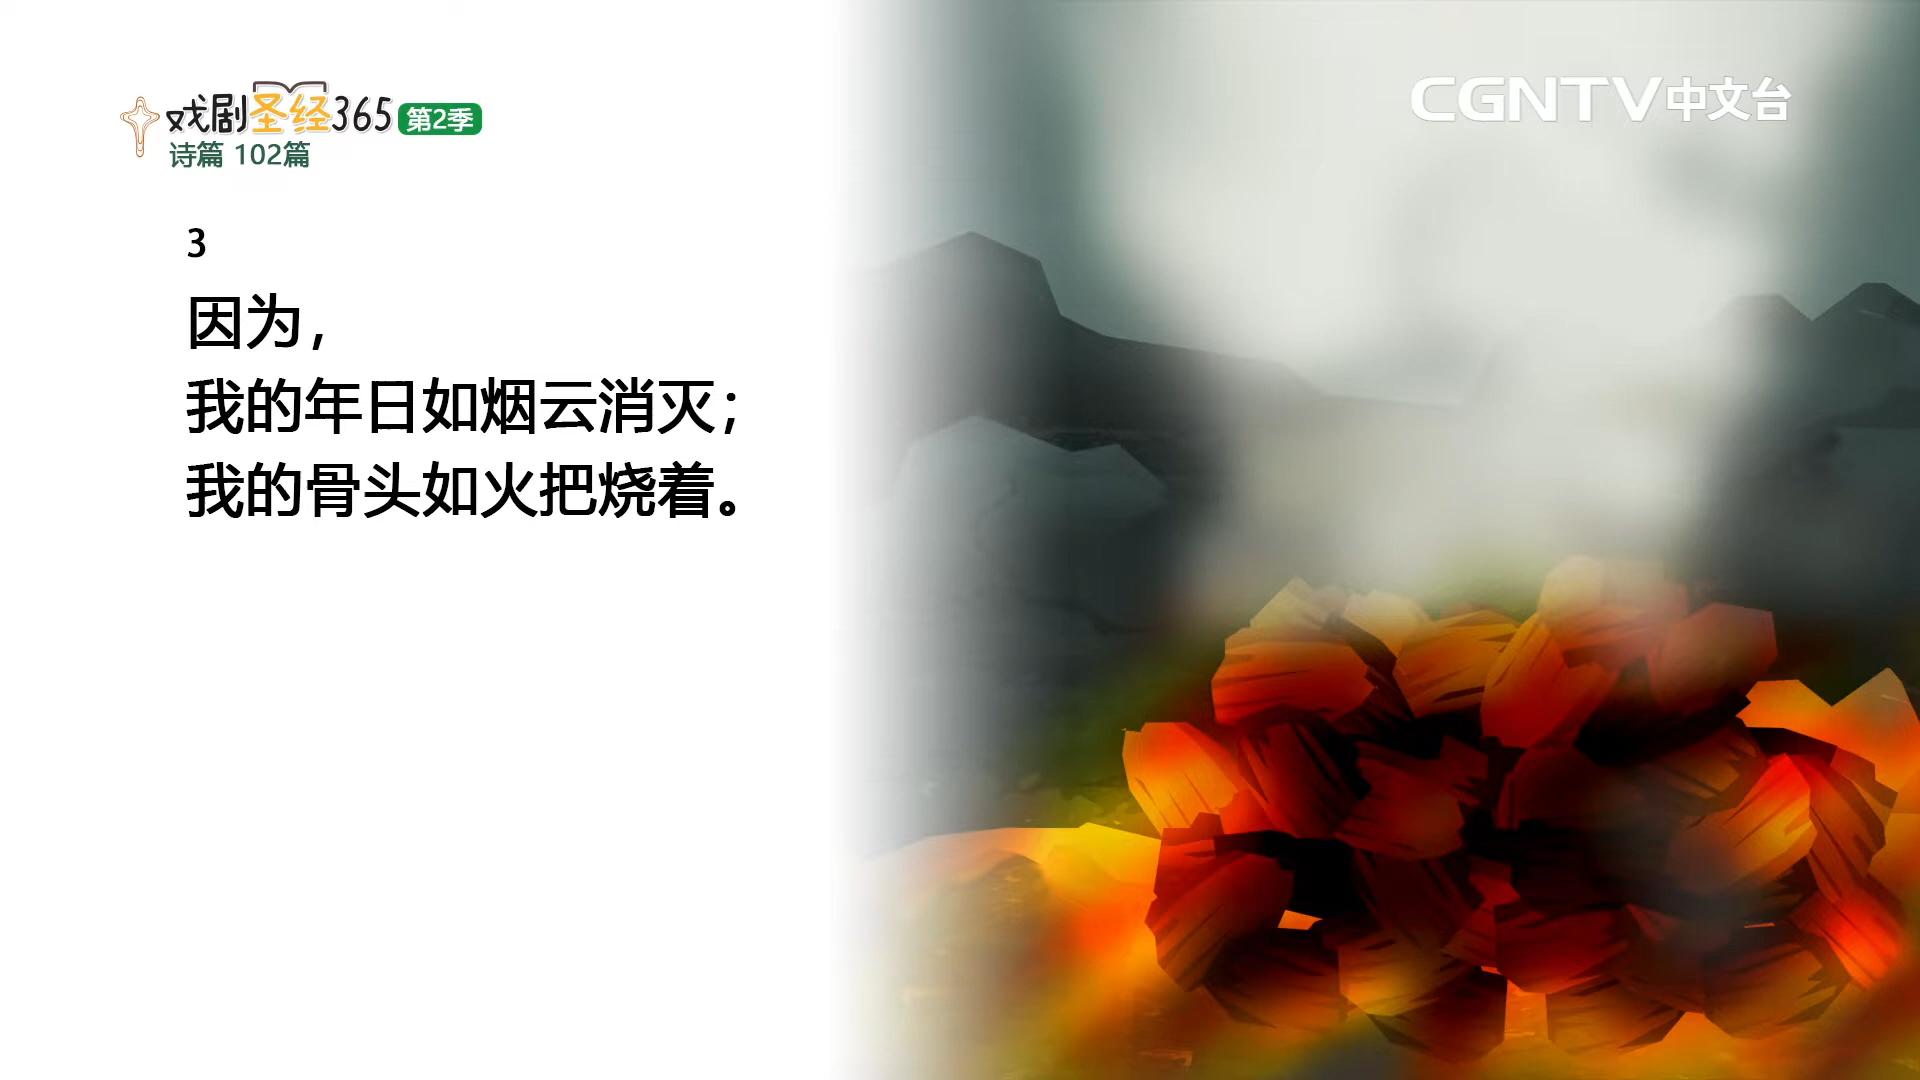 戏剧圣经365 第2季
诗篇 102篇
CGNTV中文台
3
因为，
我的年日如烟云消灭；
我的骨头如火把烧着。